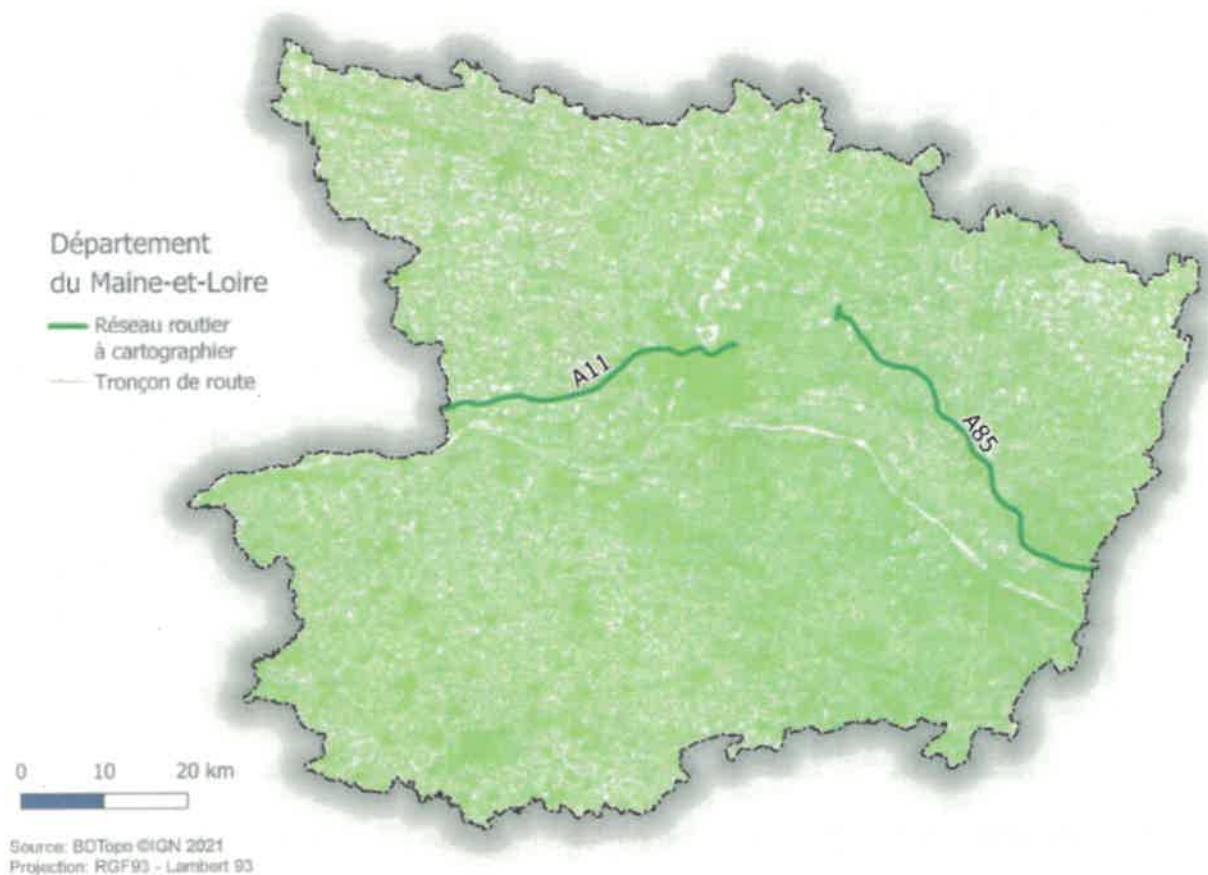 Département
du Maine-et-Loire
Réseau routier
à cartographier
Tronçon de route
A11
A85
0 10 20 km
Source: BDTopo ©IGN 2021
Projection: RGF93 - Lambert 93